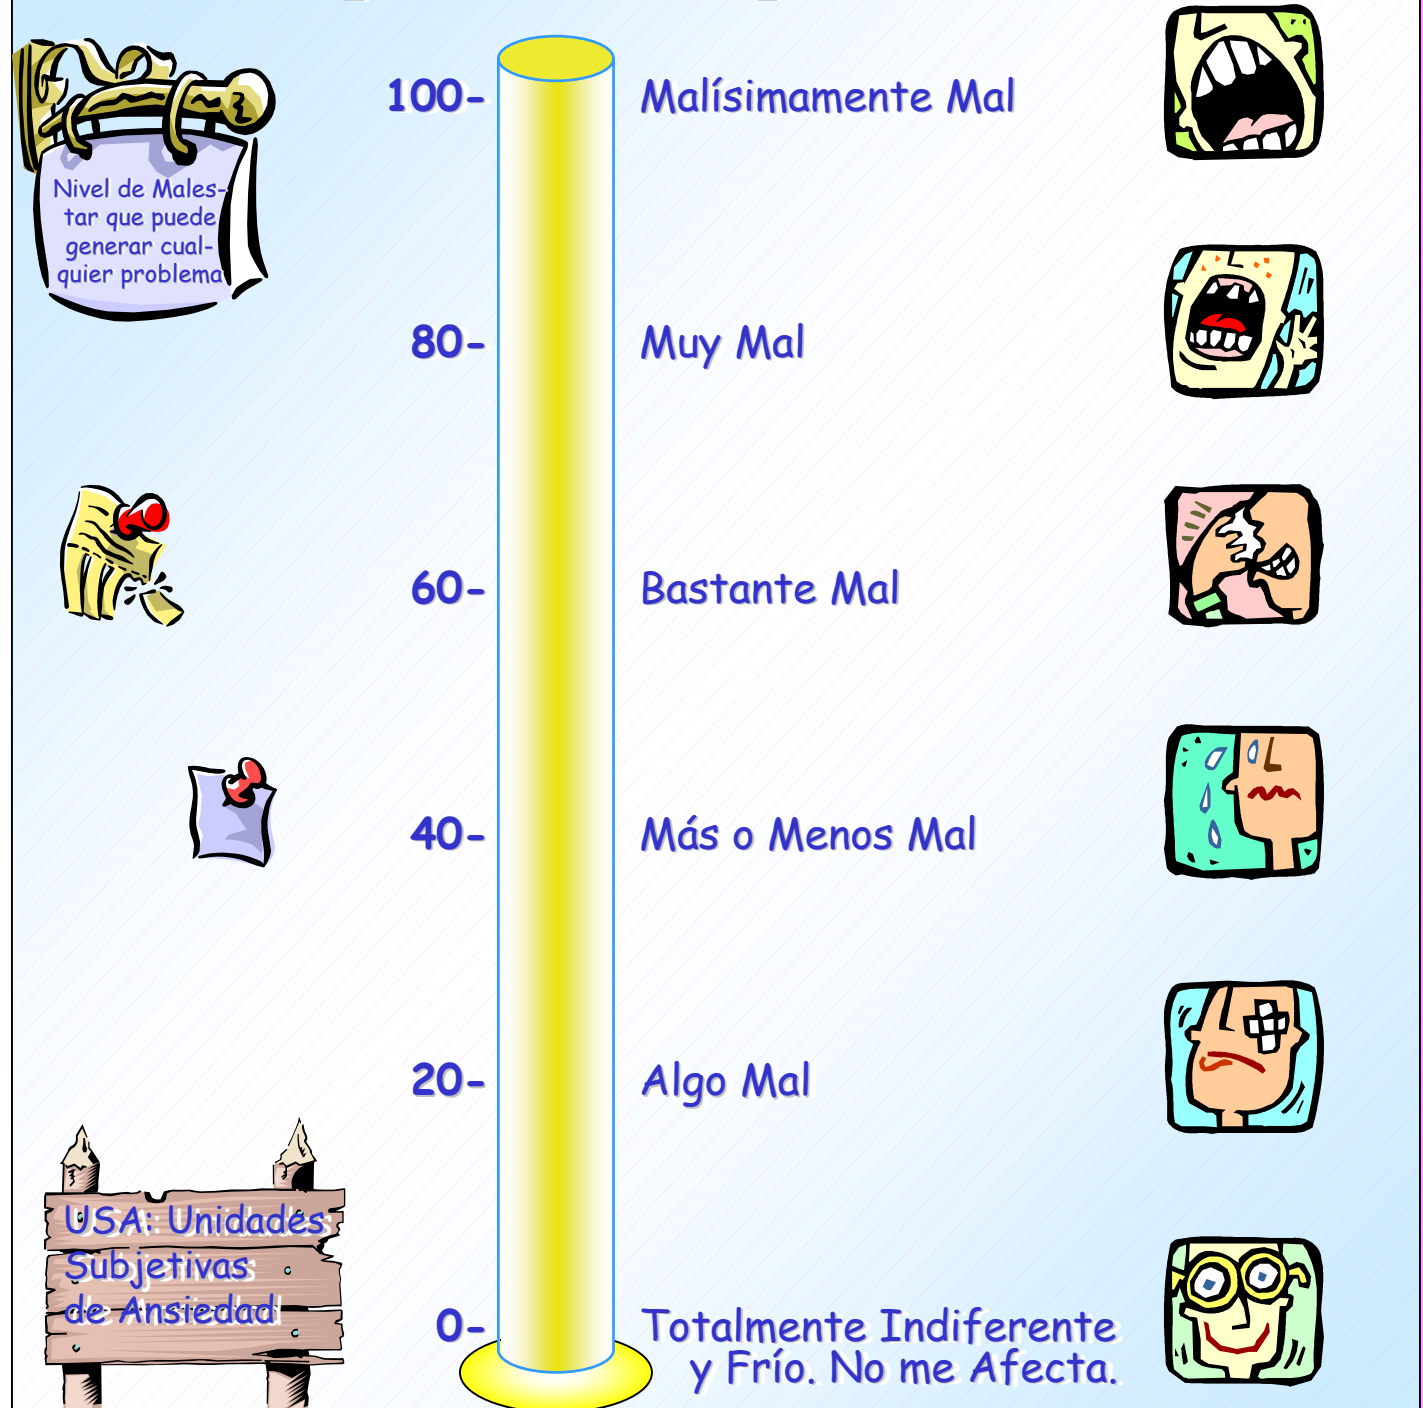 Nivel de Males-
tar que puede
generar cual-
quier problema
100- Malísimamente Mal
80- Muy Mal
60- Bastante Mal
40- Más o Menos Mal
20- Algo Mal
USA: Unidades
Subjetivas
de Ansiedad
0- Totalmente Indiferente
y Frío. No me Afecta.